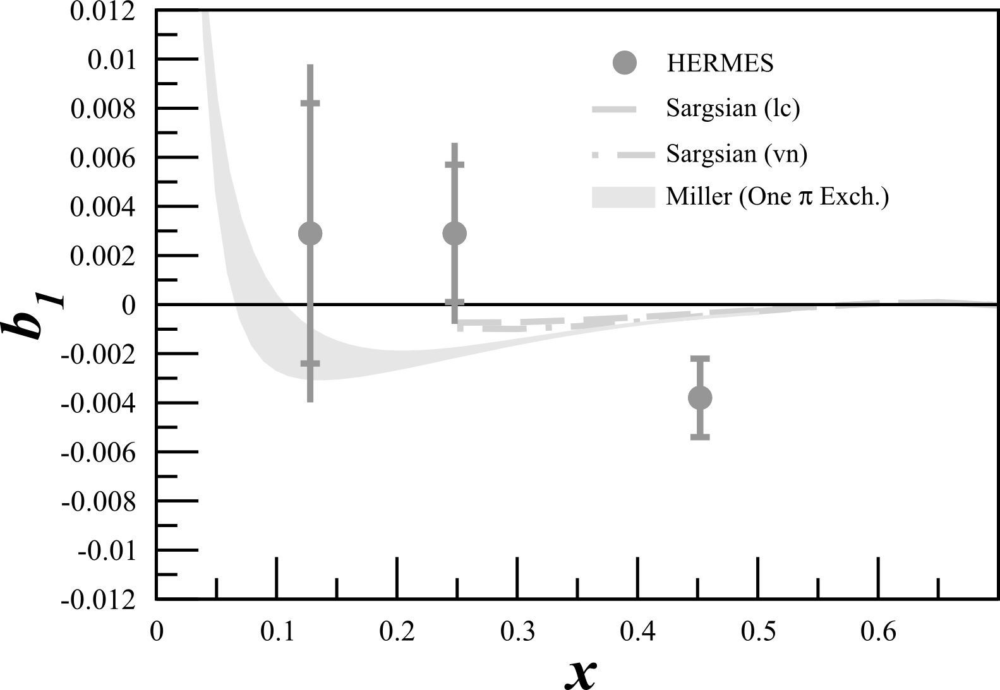 0.012
0.01
0.008
0.006
0.004
0.002
0
-0.002
-0.004
-0.006
-0.008
-0.01
-0.012
b1
HERMES
Sargsian (lc)
Sargsian (vn)
Miller (One π Exch.)
0 0.1 0.2 0.3 0.4 0.5 0.6
x